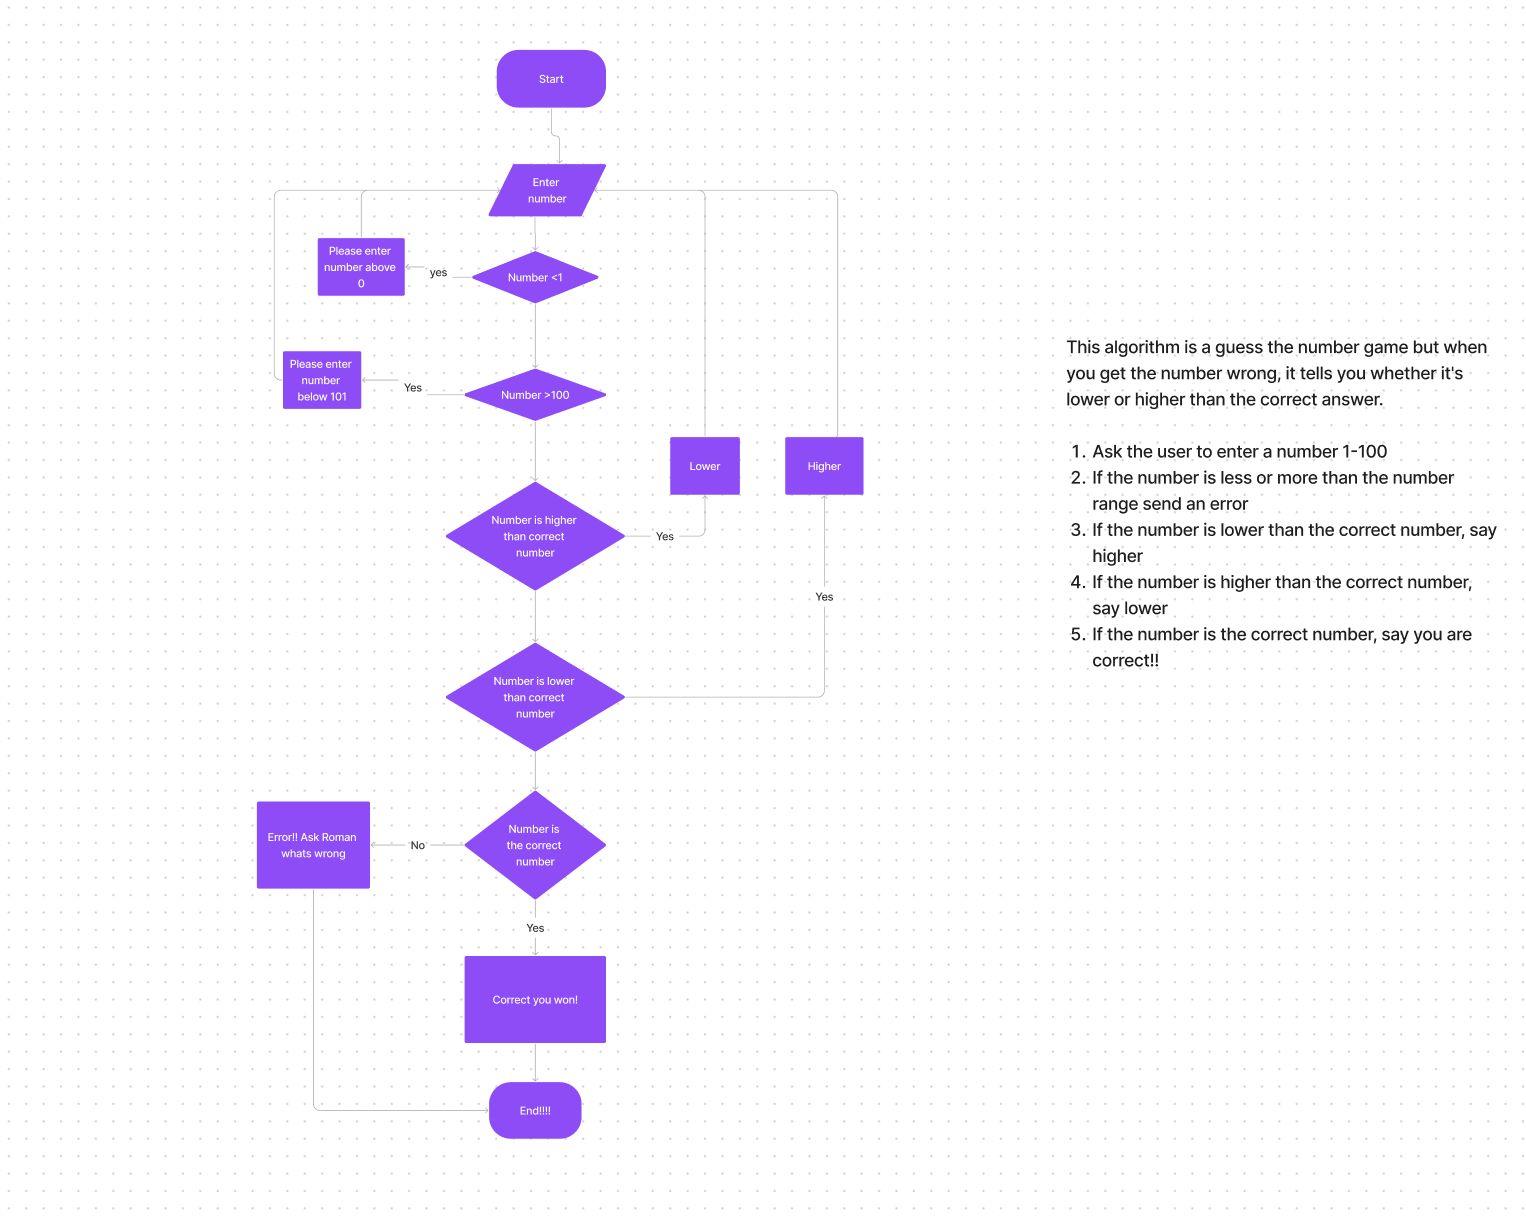 Start
Enter
number
Please enter
number above
0
yes
Number <1
Please enter
number
below 101
Yes
Number >100
Lower
Higher
Number is higher
than correct
number
Yes
Yes
Number is lower
than correct
number
Error!! Ask Roman
whats wrong
No
Number is
the correct
number
Yes
Correct you won!
End!!!!
This algorithm is a guess the number game but when
you get the number wrong, it tells you whether it's
lower or higher than the correct answer.
1. Ask the user to enter a number 1-100
2. If the number is less or more than the number
range send an error
3. If the number is lower than the correct number, say
higher
4. If the number is higher than the correct number,
say lower
5. If the number is the correct number, say you are
correct!!